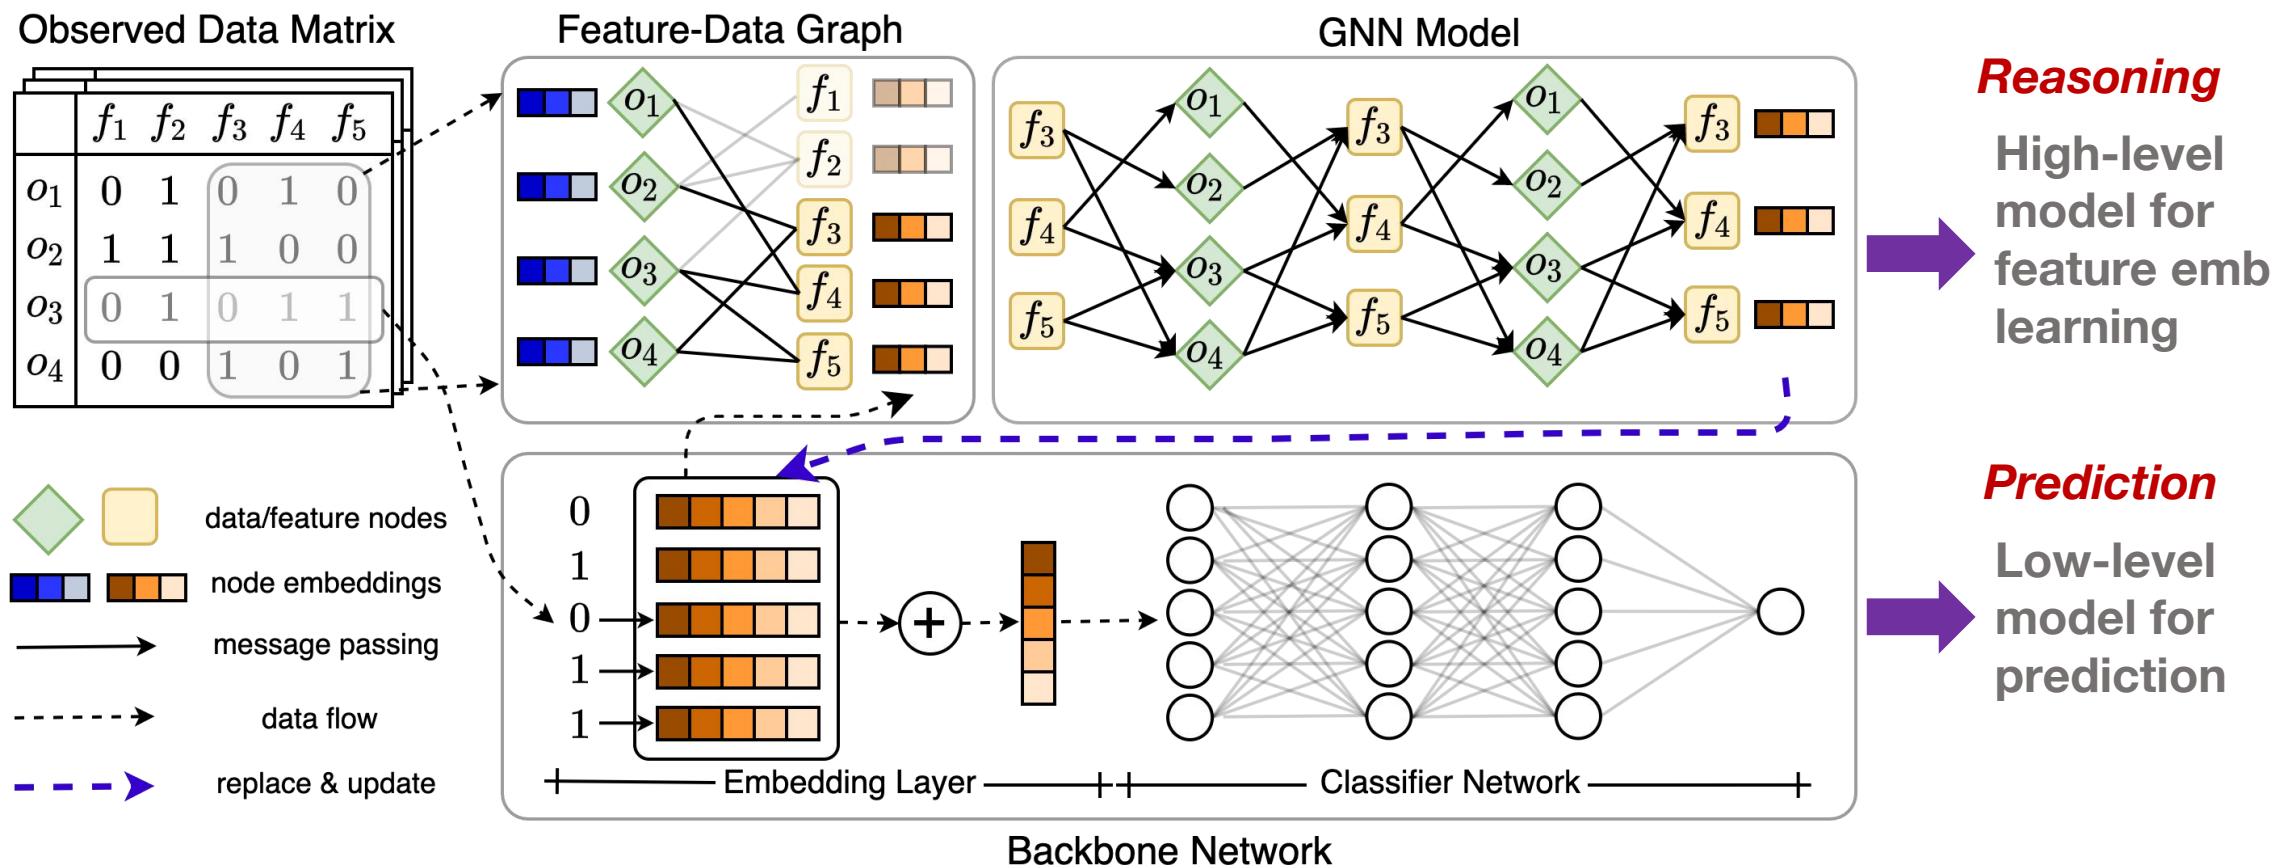 Observed Data Matrix
f1 f2 f3 f4 f5
o1 0 1 0 1 0
o2 1 1 1 0 0
o3 0 1 0 1 1
o4 0 0 1 0 1
data/feature nodes
node embeddings
message passing
data flow
replace & update
Feature-Data Graph
o1 f1
o2 f2
o3 f3
f4
o4 f5
GNN Model
f3 o1 f3 o1 f3
o2 o2
f4 f4 f4
o3 o3
f5 f5 f5
o4 o4
Reasoning
High-level
model for
feature emb
learning
0
1
0
1
1
+
Embedding Layer
Classifier Network
Backbone Network
Prediction
Low-level
model for
prediction